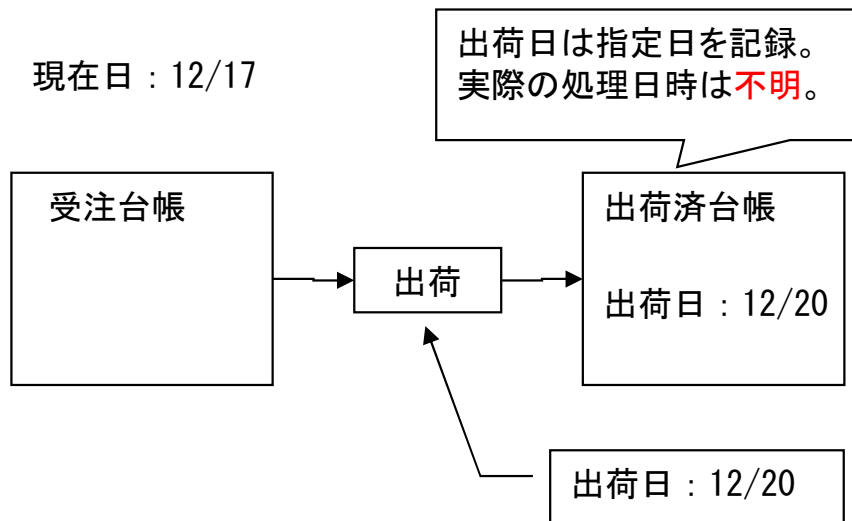 現在日：12/17
出荷日は指定日を記録。
実際の処理日時は不明。
受注台帳
出荷
出荷済台帳
出荷日：12/20
出荷日：12/20